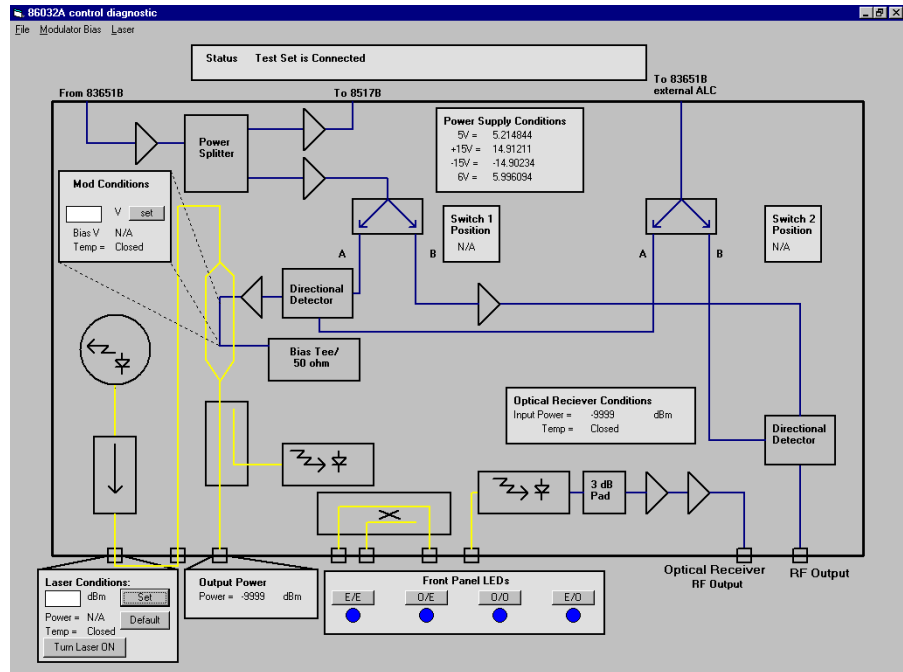 86032A control diagnostic
File Modulator Bias Laser
Status Test Set is Connected
From 83651B
To 8517B
To 83651B
external ALC
Power
Splitter
Power Supply Conditions
5V = 5.214844
+15V = 14.91211
-15V = -14.90234
6V = 5.996094
Mod Conditions
V set
Bias V N/A
Temp = Closed
Switch 1
Position
N/A
Switch 2
Position
N/A
A B
A B
Directional
Detector
Bias Tee/
50 ohm
Optical Reciever Conditions
Input Power = -9999 dBm
Temp = Closed
Directional
Detector
3 dB
Pad
Laser Conditions:
dBm Set
Power = N/A
Default
Temp = Closed
Turn Laser ON
Output Power
Power = -9999 dBm
Front Panel LEDs
E/E O/E O/O E/O
Optical Receiver
RF Output
RF Output